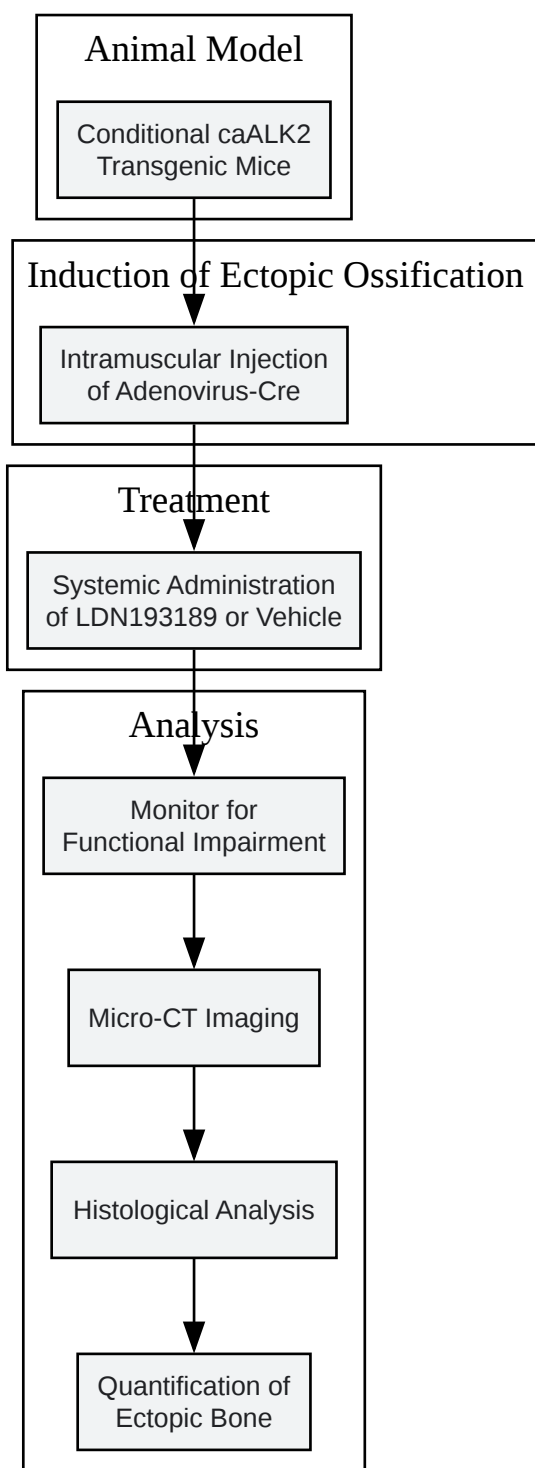 Animal Model
Conditional caALK2
Transgenic Mice
Induction of Ectopic Ossification
Intramuscular Injection
of Adenovirus-Cre
Treatment
Systemic Administration
of LDN193189 or Vehicle
Analysis
Monitor for
Functional Impairment
Micro-CT Imaging
Histological Analysis
Quantification of
Ectopic Bone